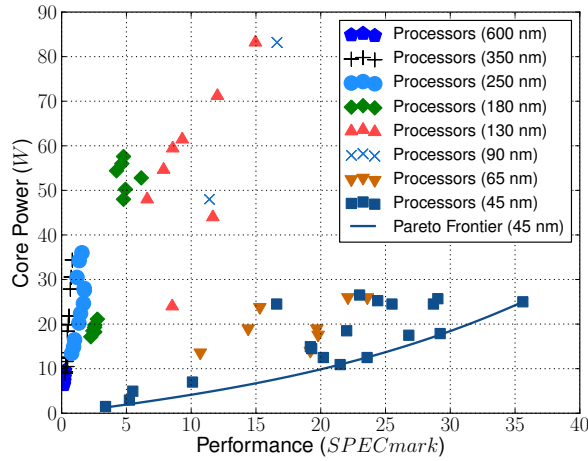 90
80
70
60
50
40
30
20
10
0
Core Power (W)
0 5 10 15 20 25 30 35 40
Performance (SPECmark)
Processors (600 nm)
Processors (350 nm)
Processors (250 nm)
Processors (180 nm)
Processors (130 nm)
Processors (90 nm)
Processors (65 nm)
Processors (45 nm)
Pareto Frontier (45 nm)